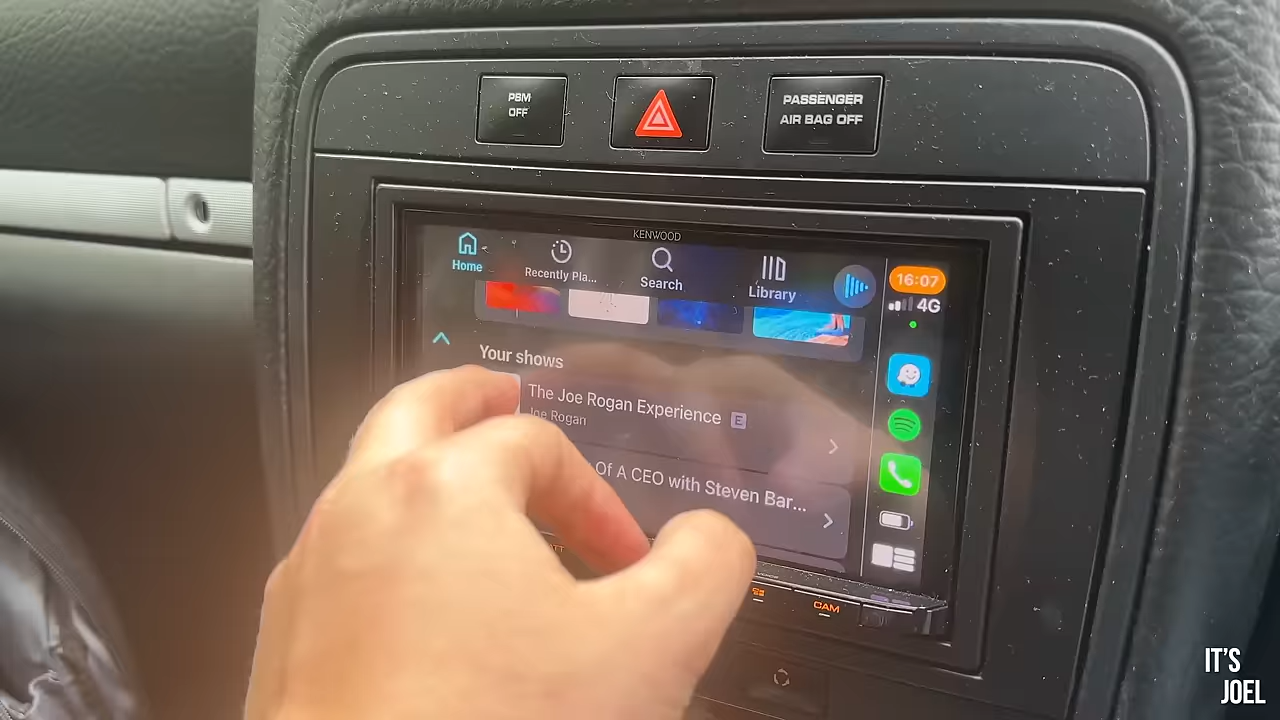 PSM
OFF
PASSENGER
AIR BAG OFF
KENWOOD
Home
Recently Pla...
Search
Library
16:07
4G
Your shows
The Joe Rogan Experience E
Joe Rogan
Of A CEO with Steven Bar...
CAM
IT'S
JOEL